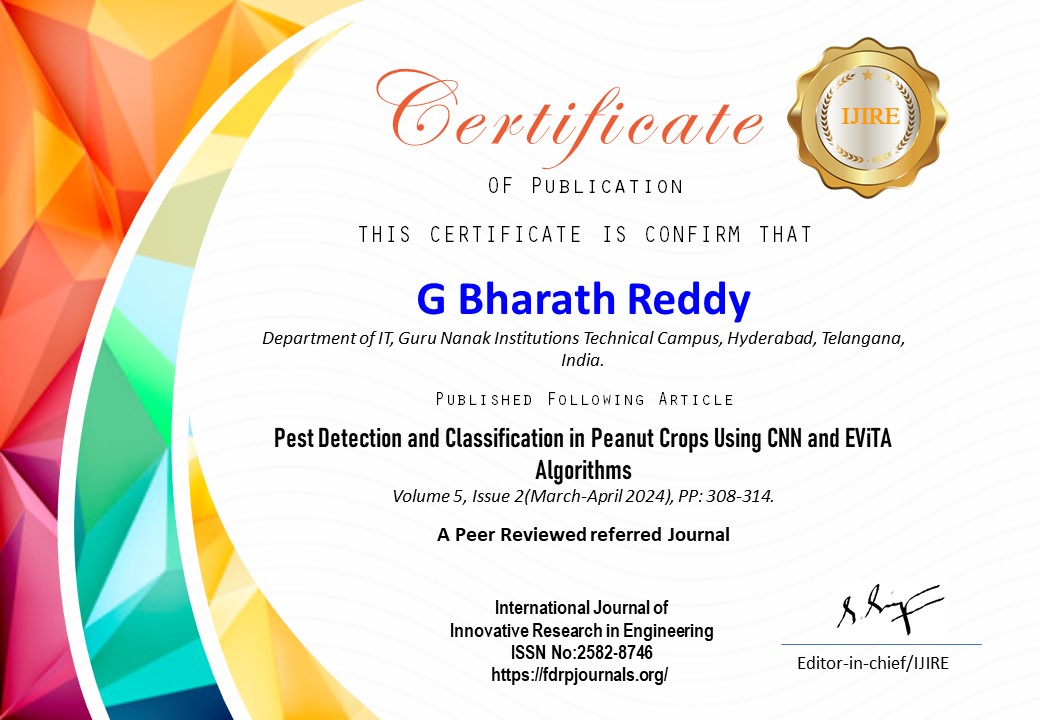 Certificate
IJIRE
OF PUBLICATION
THIS CERTIFICATE IS CONFIRM THAT
G Bharath Reddy
Department of IT, Guru Nanak Institutions Technical Campus, Hyderabad, Telangana,
India.
PUBLISHED FOLLOWING ARTICLE
Pest Detection and Classification in Peanut Crops Using CNN and EViTA
Algorithms
Volume 5, Issue 2(March-April 2024), PP: 308-314.
A Peer Reviewed referred Journal
International Journal of
Innovative Research in Engineering
ISSN No:2582-8746
https://fdrpjournals.org/
Editor-in-chief/IJIRE